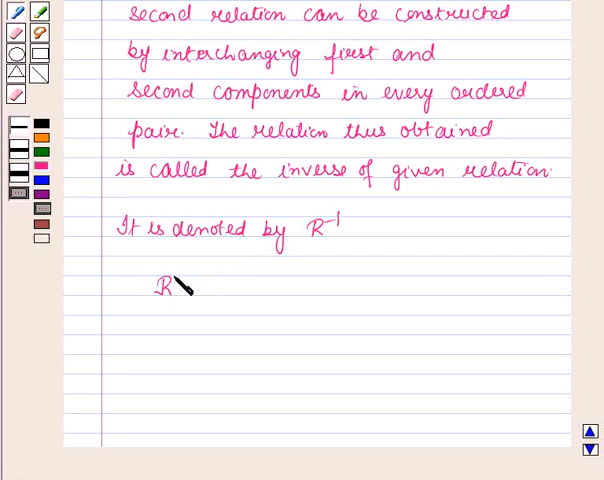 second relation can be constructed
by interchanging first and
second components in every ordered
pair. The relation thus obtained
is called the inverse of given relation.
It is denoted by R⁻¹
R